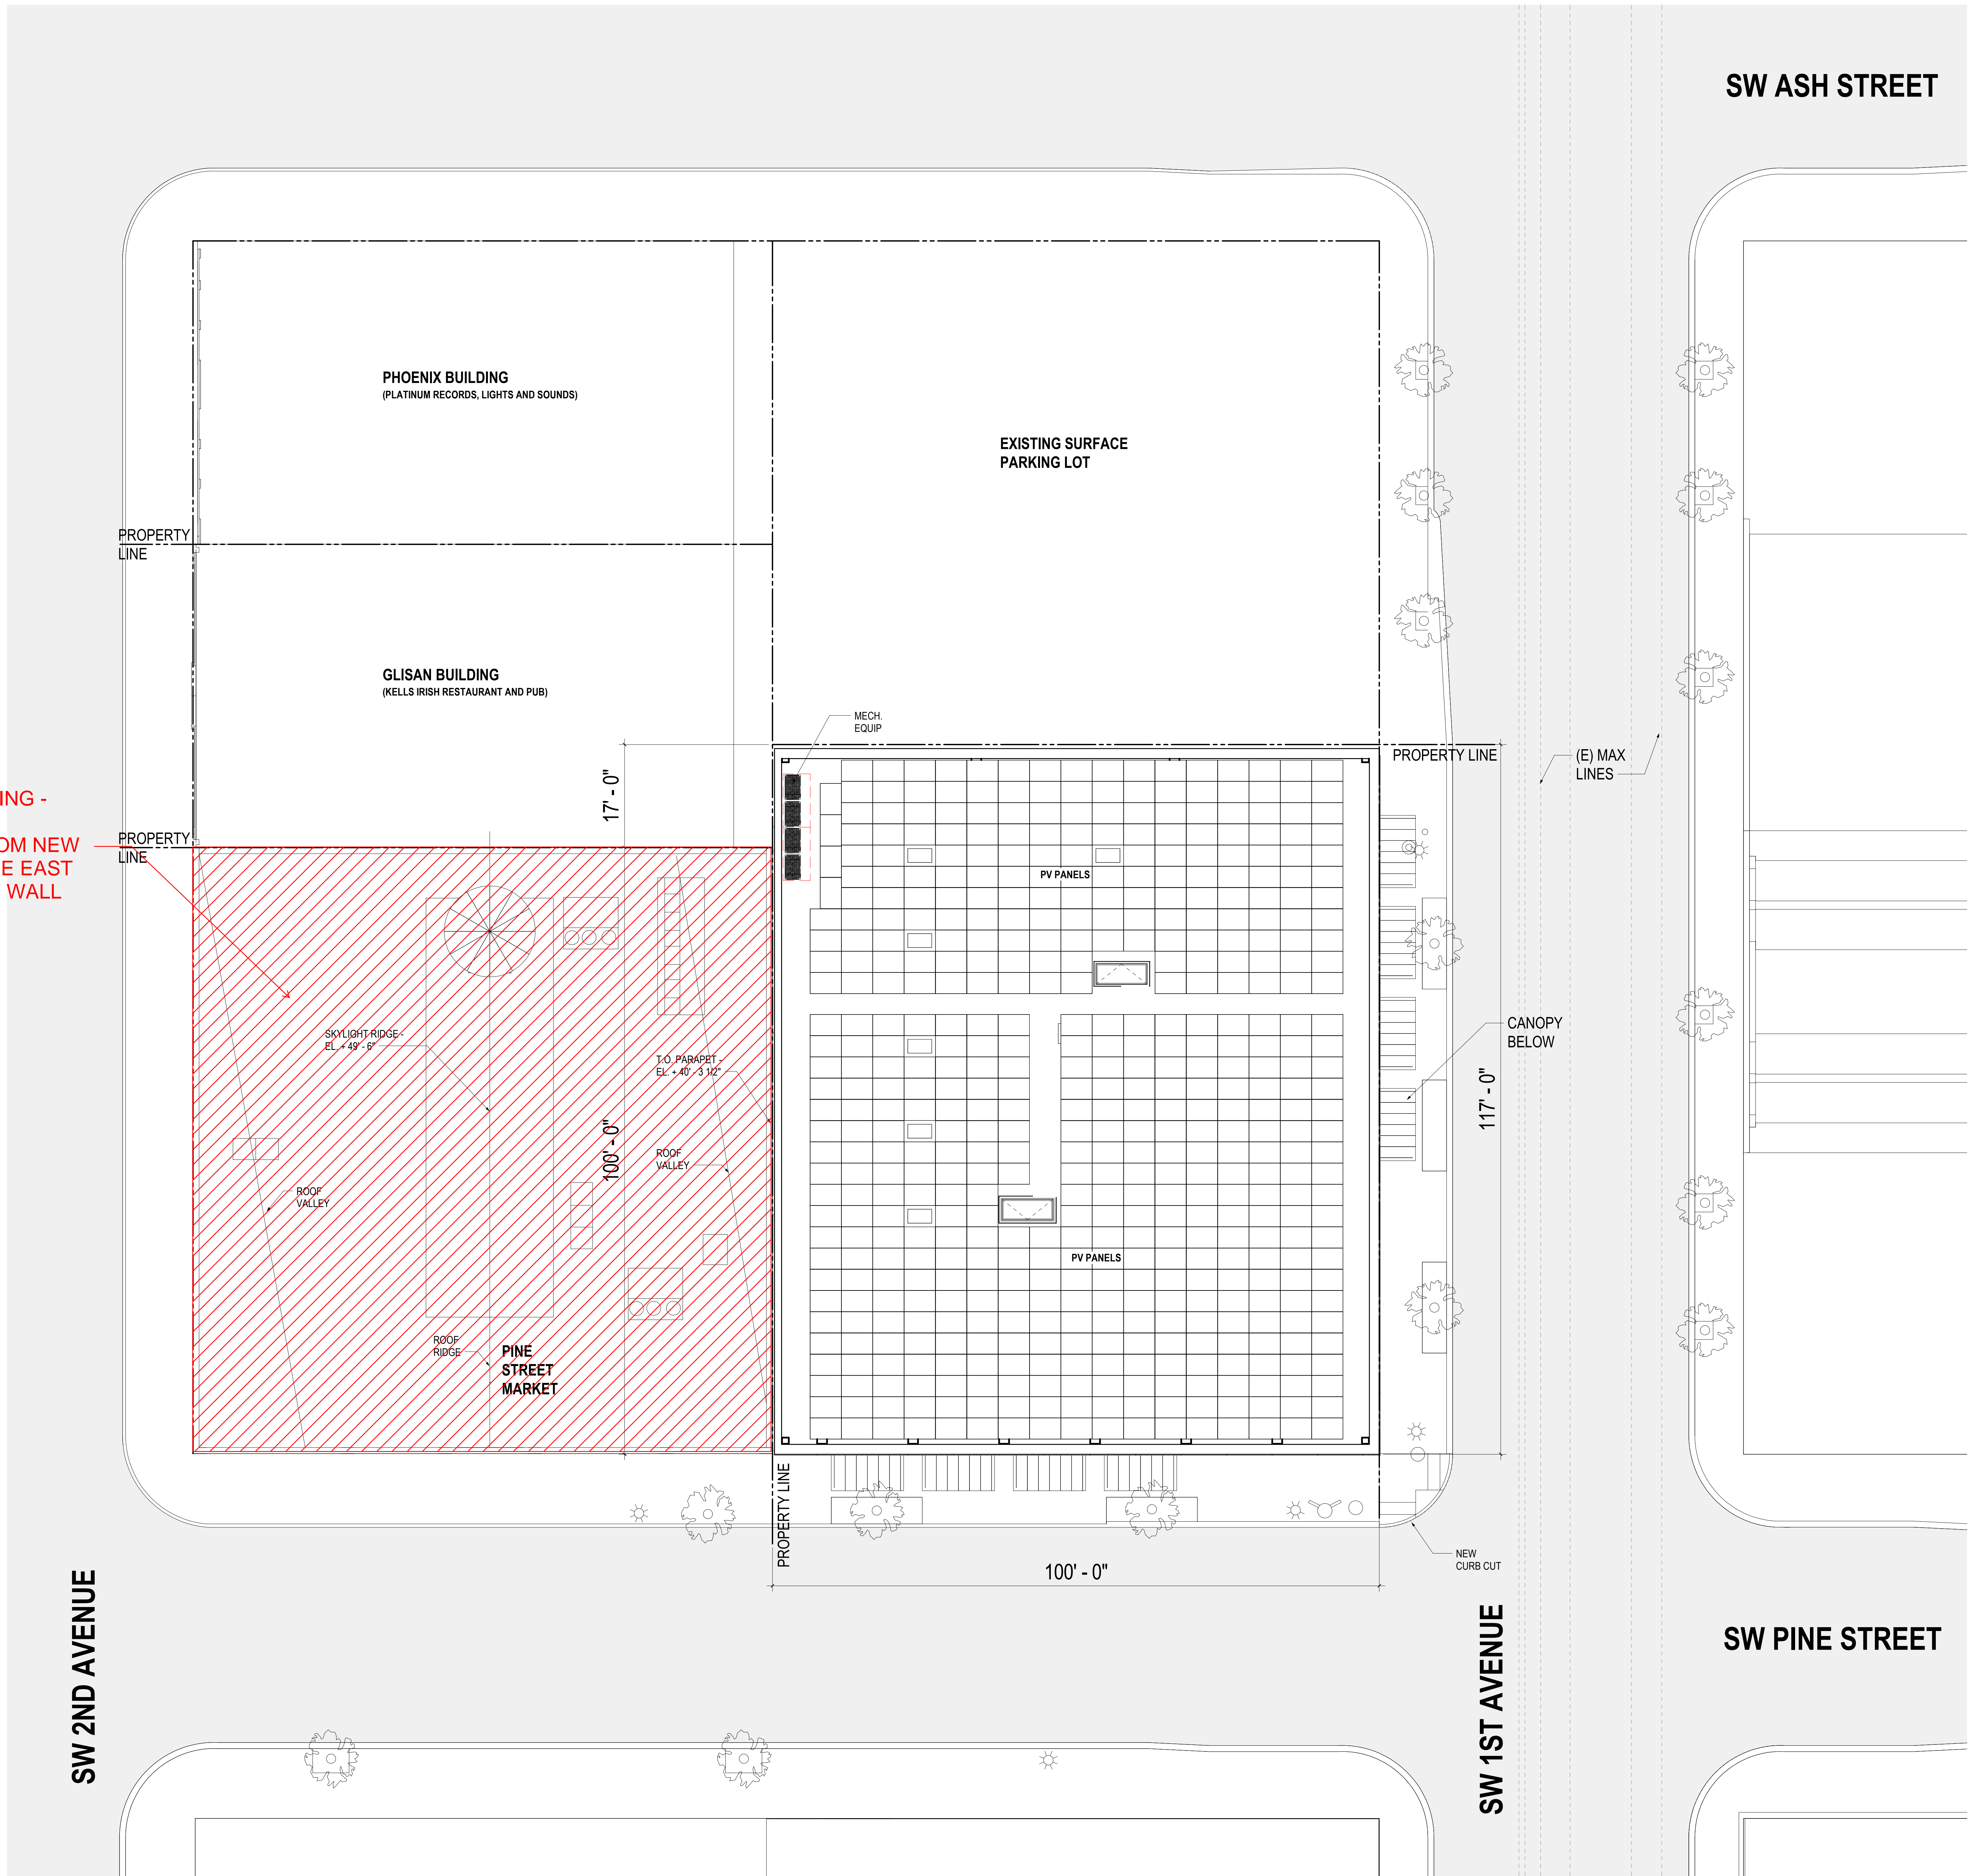 SW ASH STREET
PHOENIX BUILDING
(PLATINUM RECORDS, LIGHTS AND SOUNDS)
EXISTING SURFACE
PARKING LOT
PROPERTY
LINE
GLISAN BUILDING
(KELLS IRISH RESTAURANT AND PUB)
MECH.
EQUIP
PROPERTY LINE
(E) MAX
LINES
17' - 0"
ING -
OM NEW
E EAST
WALL
PROPERTY
LINE
PV PANELS
SKYLIGHT RIDGE -
EL. + 49' - 6"
T.O. PARAPET -
EL. + 40' - 3 1/2"
CANOPY
BELOW
117' - 0"
100' - 0"
ROOF
VALLEY
ROOF
VALLEY
PV PANELS
ROOF
RIDGE
PINE
STREET
MARKET
PROPERTY LINE
100' - 0"
NEW
CURB CUT
SW 2ND AVENUE
SW 1ST AVENUE
SW PINE STREET